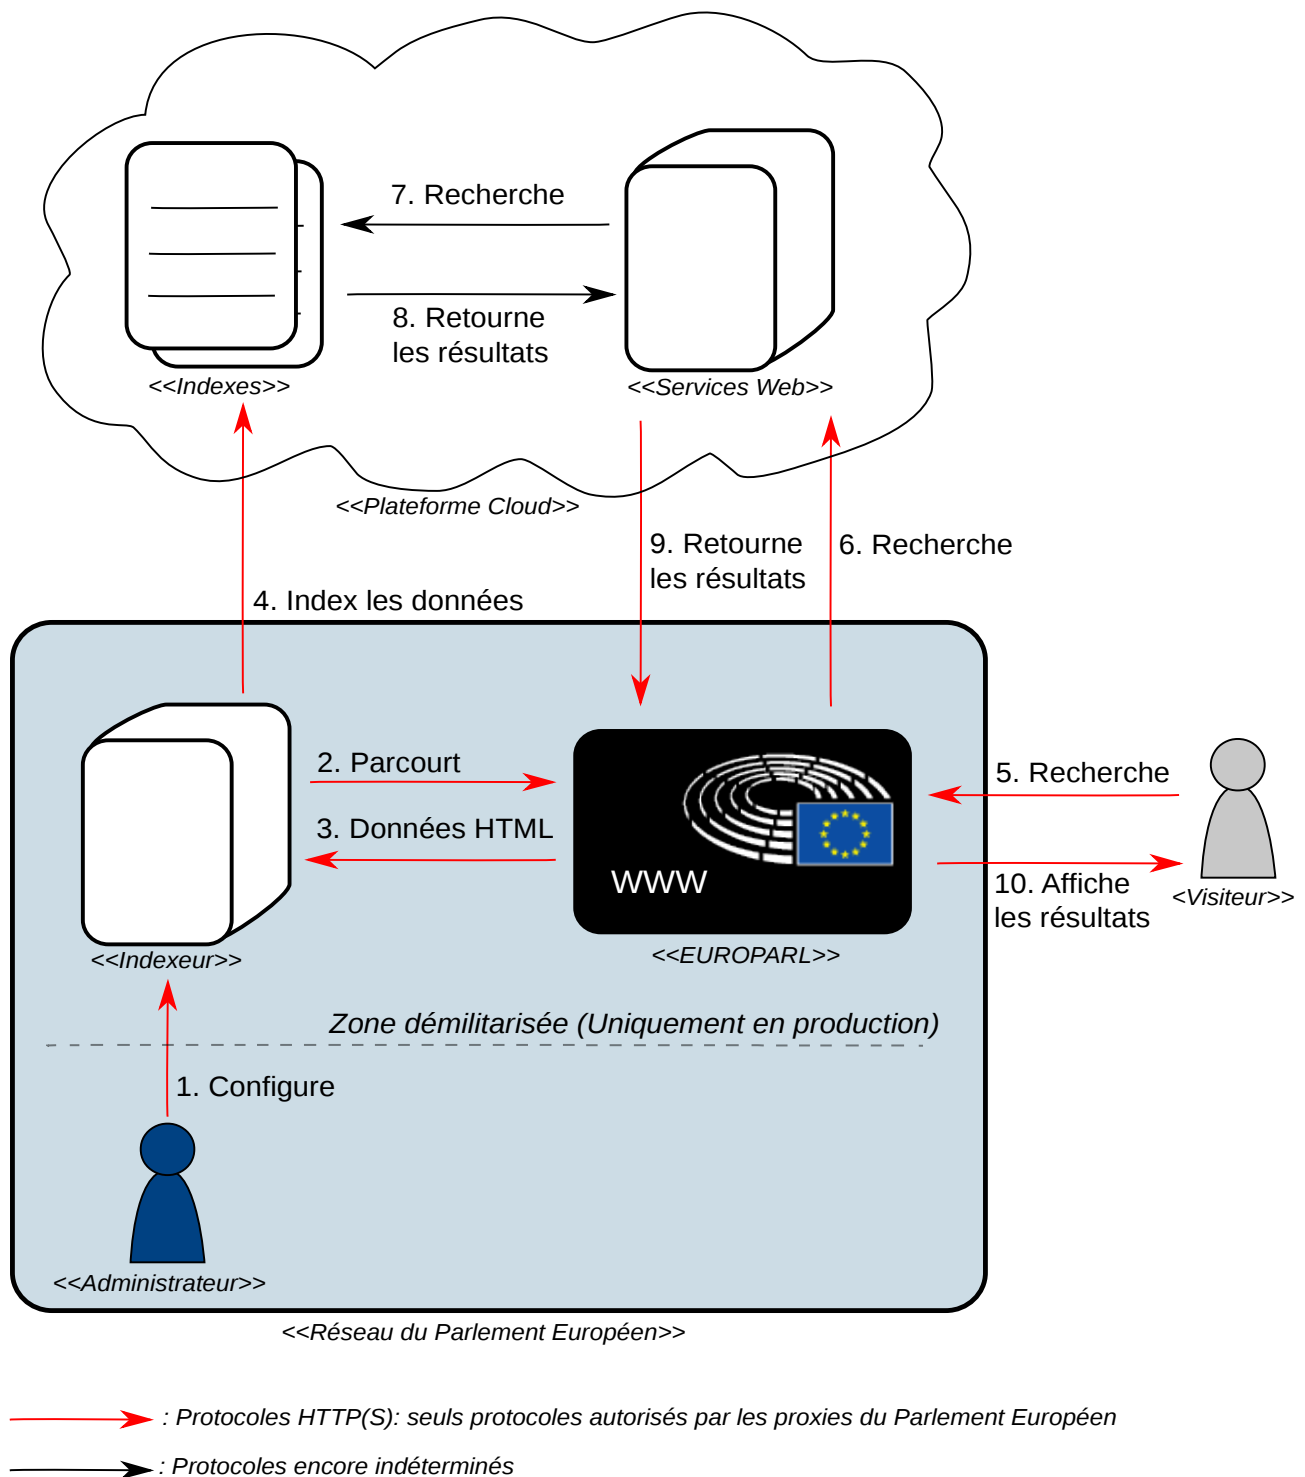 7. Recherche
8. Retourne
les résultats
<<Indexes>>
<<Services Web>>
<<Plateforme Cloud>>
9. Retourne
les résultats
6. Recherche
4. Index les données
2. Parcourt
3. Données HTML
WWW
5. Recherche
10. Affiche
les résultats
<Visiteur>>
<<Indexeur>>
<<EUROPARL>>
Zone démilitarisée (Uniquement en production)
1. Configure
<<Administrateur>>
<<Réseau du Parlement Européen>>
: Protocoles HTTP(S): seuls protocoles autorisés par les proxies du Parlement Européen
: Protocoles encore indéterminés